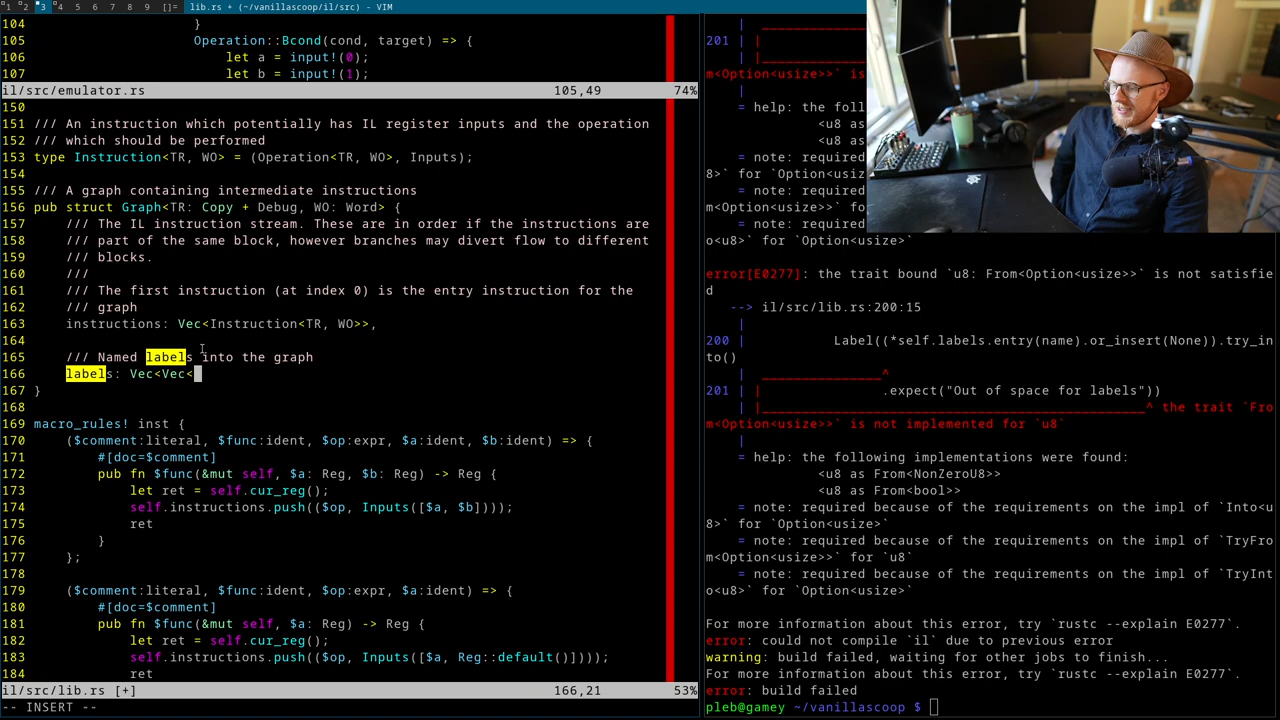 1 2 3 4 5 6 7 8 9 []= lib.rs + (~/vanillascoop/il/src) - VIM
104 }
105 Operation::Bcond(cond, target) => {
106 let a = input!(0);
107 let b = input!(1);
il/src/emulator.rs 105,49 74%
150
151 /// An instruction which potentially has IL register inputs and the operation
152 /// which should be performed
153 type Instruction<TR, WO> = (Operation<TR, WO>, Inputs);
154
155 /// A graph containing intermediate instructions
156 pub struct Graph<TR: Copy + Debug, WO: Word> {
157 /// The IL instruction stream. These are in order if the instructions are
158 /// part of the same block, however branches may divert flow to different
159 /// blocks.
160 ///
161 /// The first instruction (at index 0) is the entry instruction for the
162 /// graph
163 instructions: Vec<Instruction<TR, WO>>,
164
165 /// Named labels into the graph
166 labels: Vec<Vec<
167 }
168
169 macro_rules! inst {
170 ($comment:literal, $func:ident, $op:expr, $a:ident, $b:ident) => {
171 #[doc=$comment]
172 pub fn $func(&mut self, $a: Reg, $b: Reg) -> Reg {
173 let ret = self.cur_reg();
174 self.instructions.push(($op, Inputs([$a, $b])));
175 ret
176 }
177 };
178
179 ($comment:literal, $func:ident, $op:expr, $a:ident) => {
180 #[doc=$comment]
181 pub fn $func(&mut self, $a: Reg) -> Reg {
182 let ret = self.cur_reg();
183 self.instructions.push(($op, Inputs([$a, Reg::default()])));
184 ret
il/src/lib.rs [+] 166,21 53%
-- INSERT --
|
201 | |
|
m<Option<usize>>` is
|
= help: the foll
<u8 as
<u8 as
= note: required
8>` for `Option<usize>`
= note: required
m<Option<usize>>` fo
= note: required
o<u8>` for `Option<usize>`
error[E0277]: the trait bound `u8: From<Option<usize>>` is not satisfie
d
--> il/src/lib.rs:200:15
|
200 | Label((*self.labels.entry(name).or_insert(None)).try_in
to()
| _______________^
201 | | .expect("Out of space for labels"))
| |________________________________________________^ the trait `Fro
m<Option<usize>>` is not implemented for `u8`
|
= help: the following implementations were found:
<u8 as From<NonZeroU8>>
<u8 as From<bool>>
= note: required because of the requirements on the impl of `Into<u
8>` for `Option<usize>`
= note: required because of the requirements on the impl of `TryFro
m<Option<usize>>` for `u8`
= note: required because of the requirements on the impl of `TryInt
o<u8>` for `Option<usize>`
For more information about this error, try `rustc --explain E0277`.
error: could not compile `il` due to previous error
warning: build failed, waiting for other jobs to finish...
For more information about this error, try `rustc --explain E0277`.
error: build failed
pleb@gamey ~/vanillascoop $